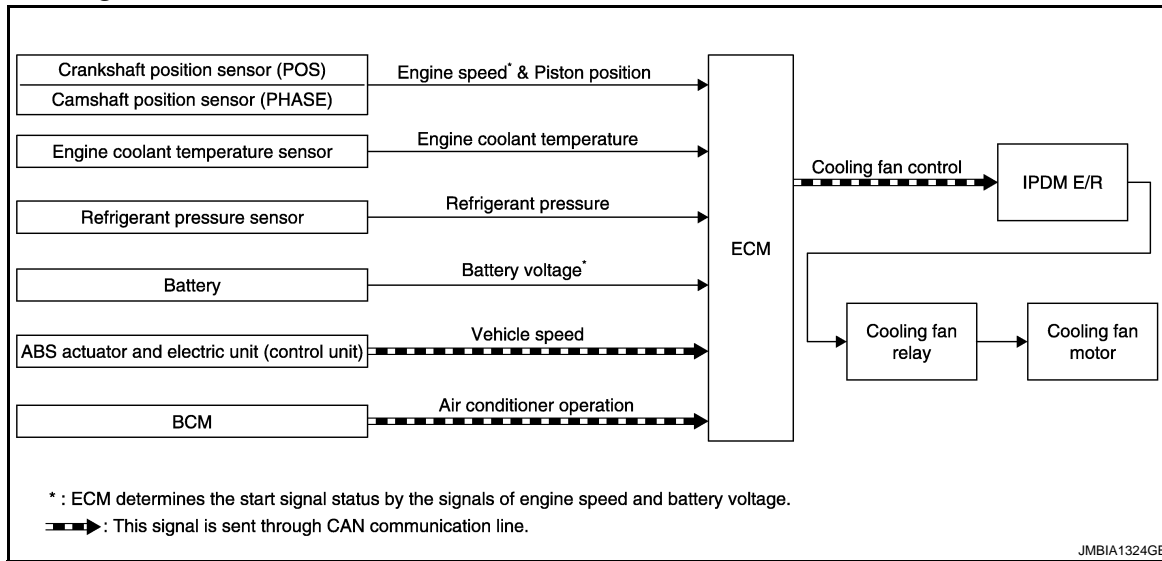 Crankshaft position sensor (POS)
Camshaft position sensor (PHASE)
Engine speed* & Piston position
Engine coolant temperature sensor
Engine coolant temperature
Refrigerant pressure sensor
Refrigerant pressure
Battery
Battery voltage*
ABS actuator and electric unit (control unit)
Vehicle speed
BCM
Air conditioner operation
ECM
Cooling fan control
IPDM E/R
Cooling fan
relay
Cooling fan
motor
* : ECM determines the start signal status by the signals of engine speed and battery voltage.
: This signal is sent through CAN communication line.